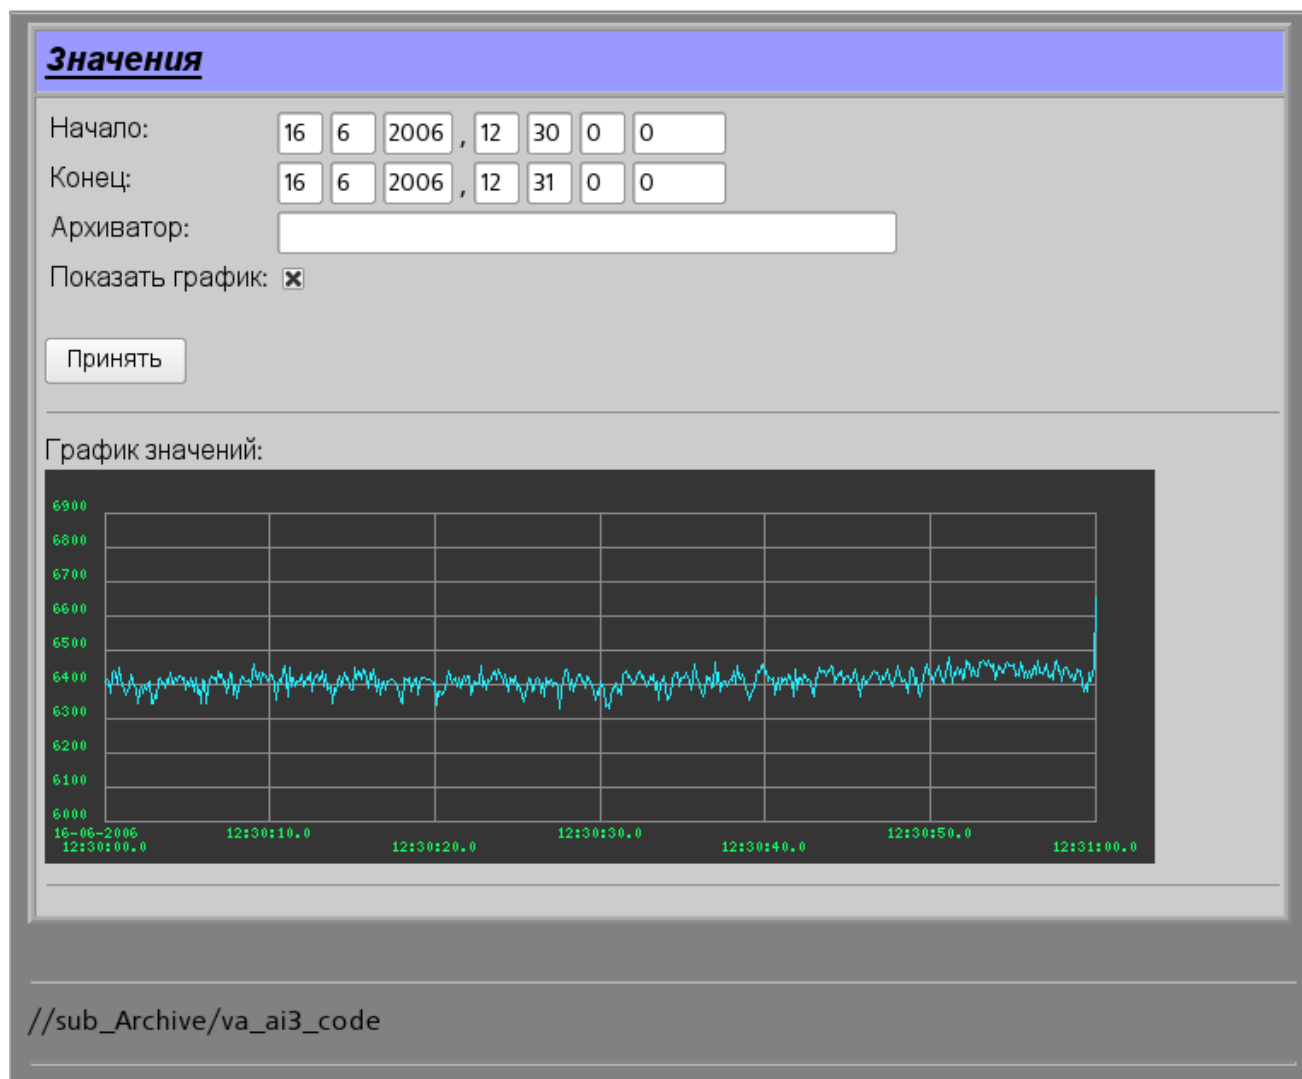 Значения
Начало: 16 6 2006 , 12 30 0 0
Конец: 16 6 2006 , 12 31 0 0
Архиватор:
Показать график:
Принять
График значений:
6900
6800
6700
6600
6500
6400
6300
6200
6100
6000
16-06-2006 12:30:10.0 12:30:30.0 12:30:50.0
12:30:00.0 12:30:20.0 12:30:40.0 12:31:00.0
//sub_Archive/va_ai3_code